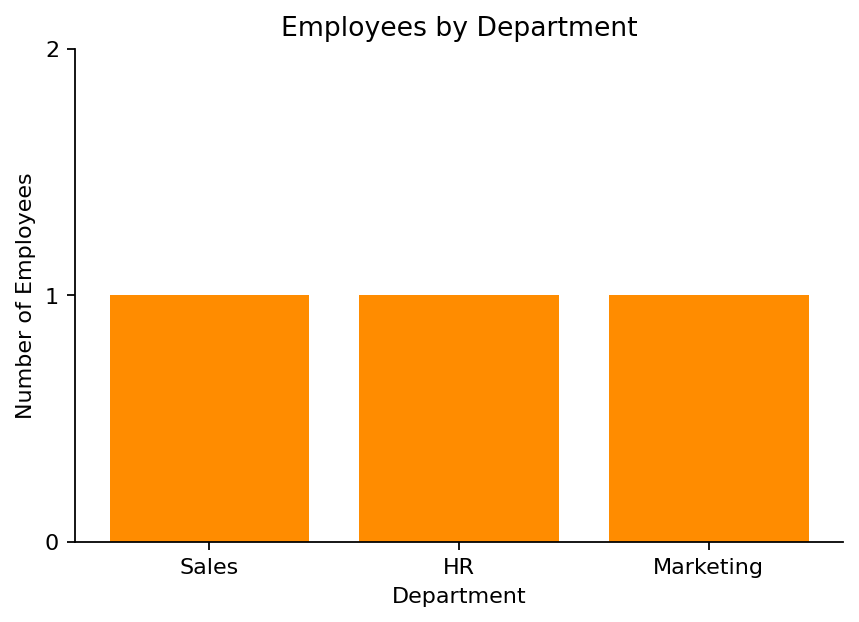 Employees by Department
Number of Employees
2
1
0
Sales
HR
Marketing
Department